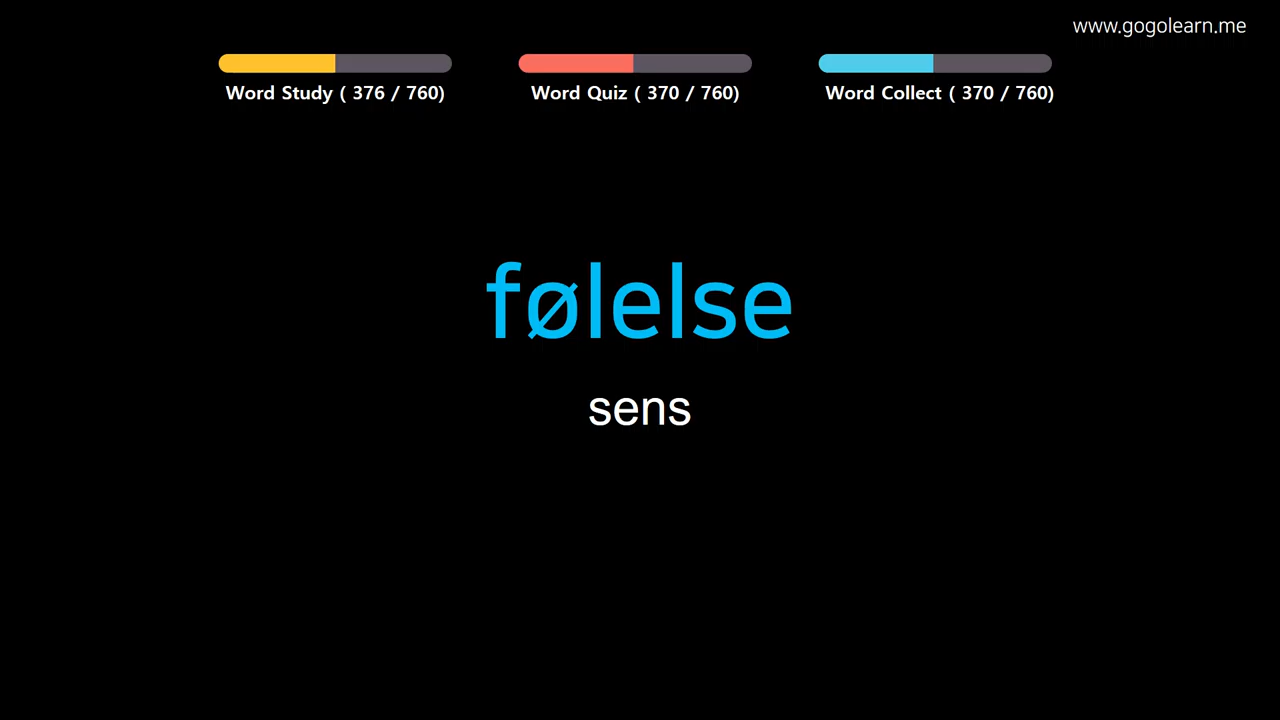 www.gogolearn.me
Word Study ( 376 / 760)
Word Quiz ( 370 / 760)
Word Collect ( 370 / 760)
følelse
sens